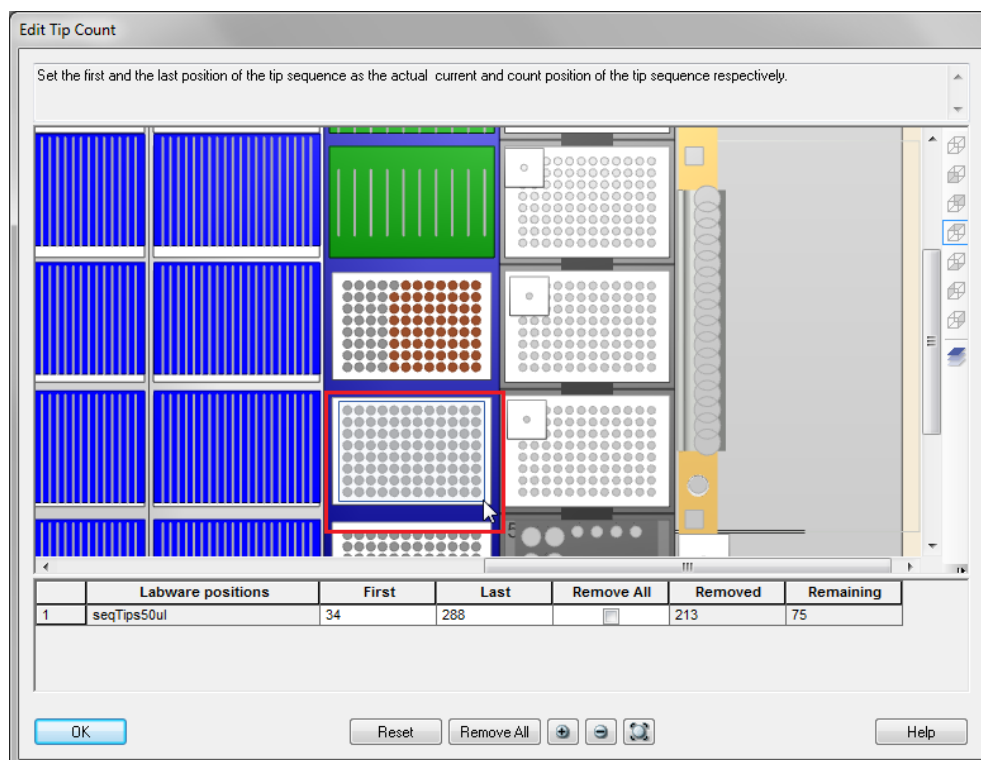 Edit Tip Count
Set the first and the last position of the tip sequence as the actual current and count position of the tip sequence respectively.
5
Labware positions First Last Remove All Removed Remaining
1 seqTips50ul 34 288 213 75
OK Reset Remove All Help